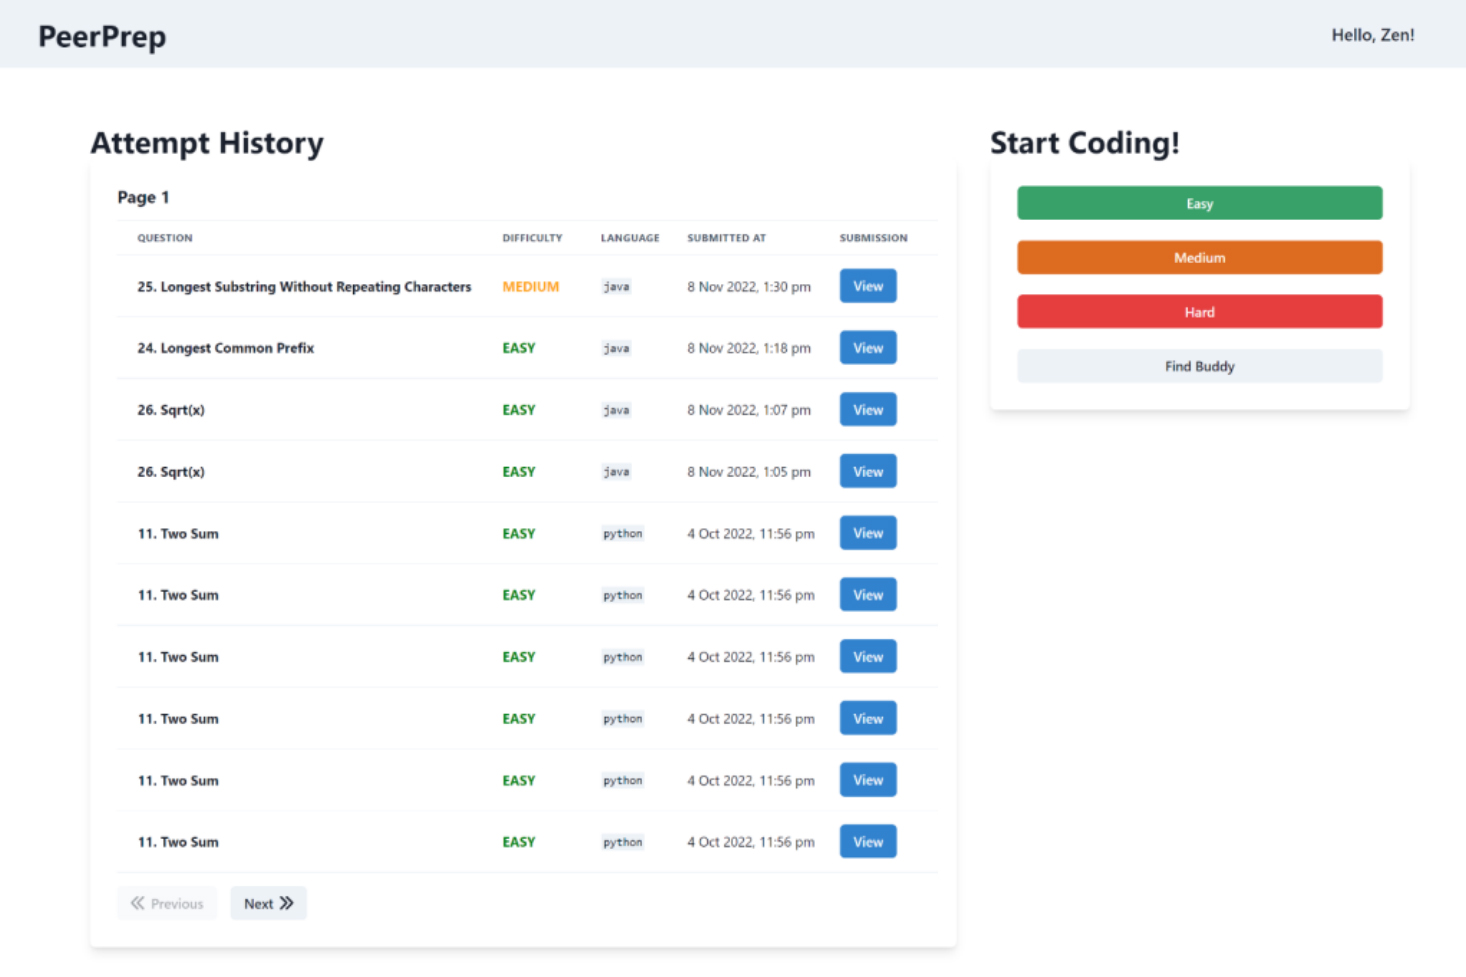 PeerPrep
Hello, Zen!
Attempt History
Page 1
QUESTION DIFFICULTY LANGUAGE SUBMITTED AT SUBMISSION
25. Longest Substring Without Repeating Characters MEDIUM java 8 Nov 2022, 1:30 pm View
24. Longest Common Prefix EASY java 8 Nov 2022, 1:18 pm View
26. Sqrt(x) EASY java 8 Nov 2022, 1:07 pm View
26. Sqrt(x) EASY java 8 Nov 2022, 1:05 pm View
11. Two Sum EASY python 4 Oct 2022, 11:56 pm View
11. Two Sum EASY python 4 Oct 2022, 11:56 pm View
11. Two Sum EASY python 4 Oct 2022, 11:56 pm View
11. Two Sum EASY python 4 Oct 2022, 11:56 pm View
11. Two Sum EASY python 4 Oct 2022, 11:56 pm View
11. Two Sum EASY python 4 Oct 2022, 11:56 pm View
Previous Next
Start Coding!
Easy
Medium
Hard
Find Buddy